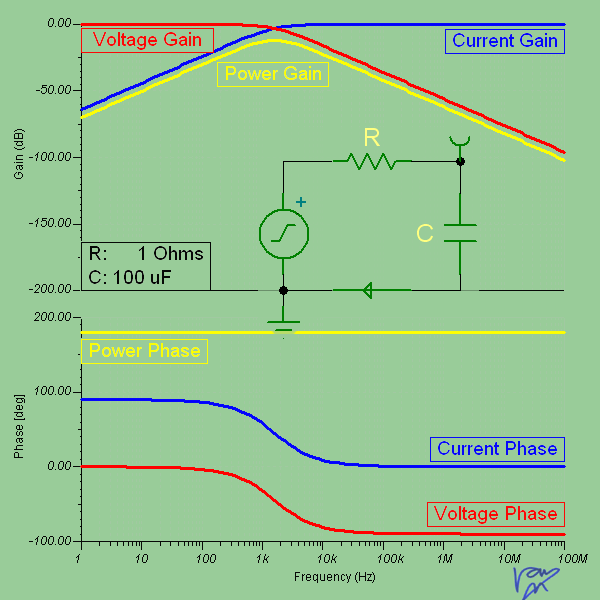 0.00
Voltage Gain
Current Gain
Power Gain
-50.00
Gain (dB)
-100.00
R
+
-150.00
C
R: 1 Ohms
C: 100 uF
-200.00
200.00
Power Phase
100.00
Phase [deg]
Current Phase
0.00
Voltage Phase
-100.00
1 10 100 1k 10k 100k 1M 10M 100M
Frequency (Hz)